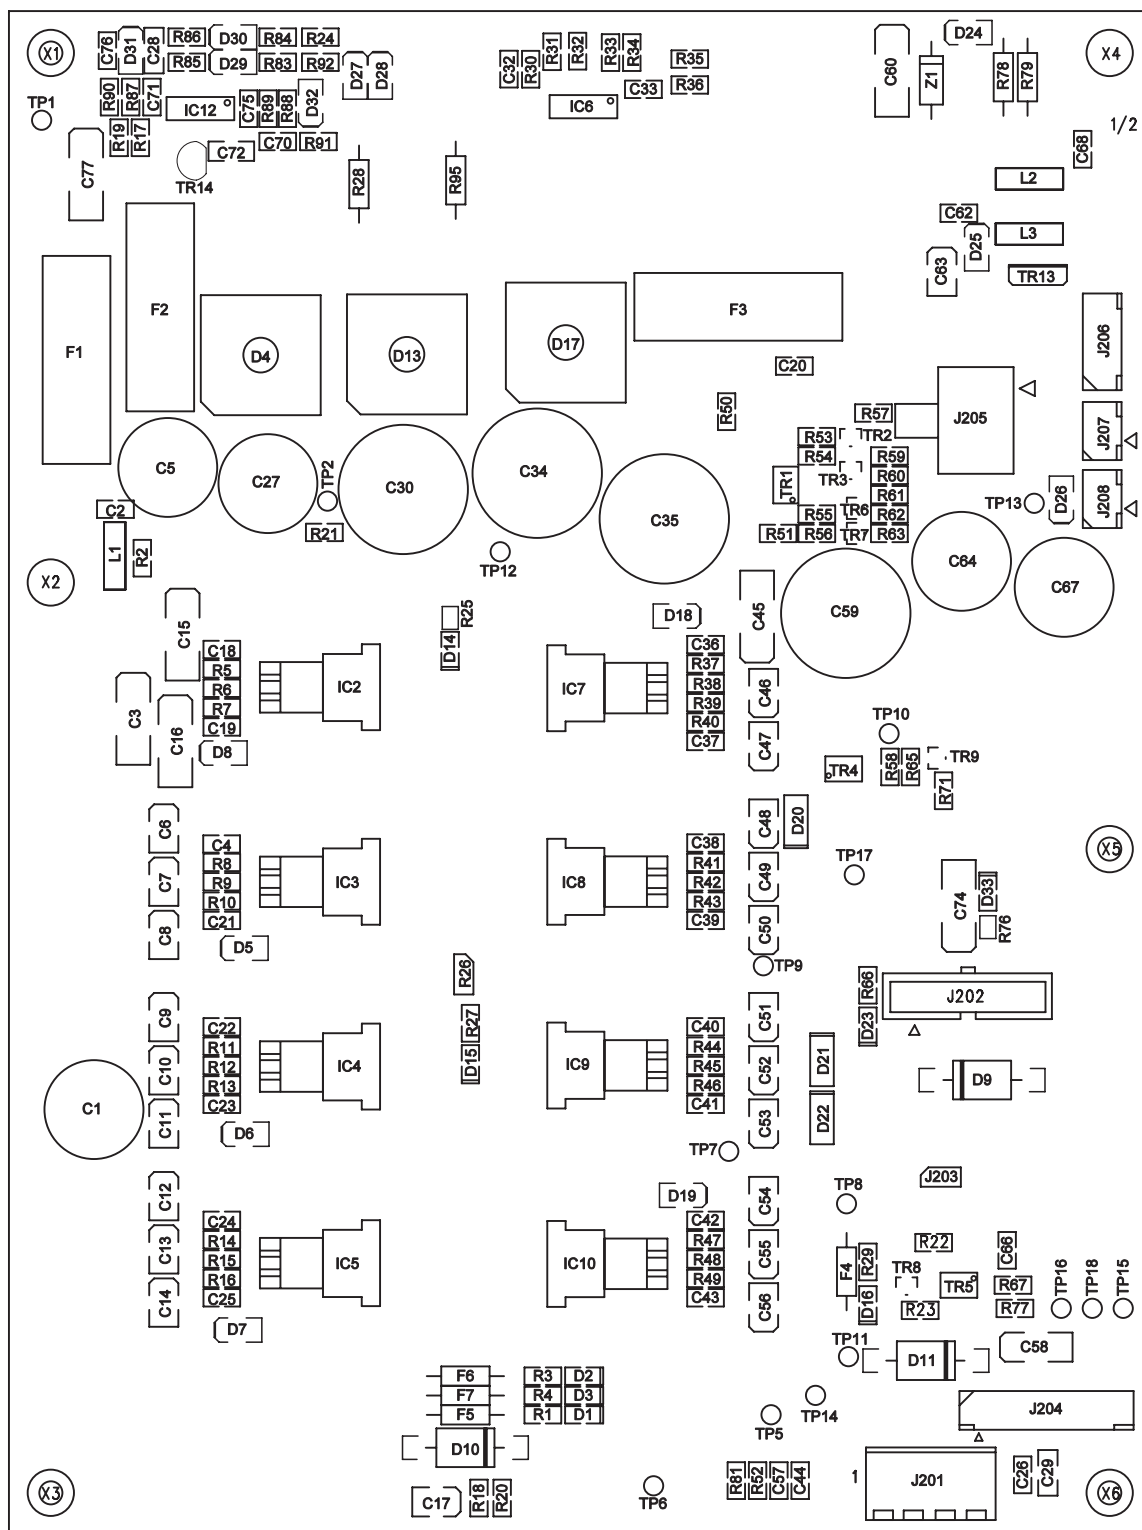 X1
C76
D31
C28
R86
D30
R84
R24
R85
D29
R83
R92
D27
D28
R90
R87
C71
IC12
C75
R89
R88
D32
TP1
R19
R17
C70
R91
C72
TR14
C77
R28
R95
C32
R30
R31
R32
R33
R34
R35
R36
C33
IC6
C60
D24
Z1
R78
R79
X4
1/2
C68
L2
C62
L3
D25
C63
TR13
F1
F2
D4
D13
D17
F3
C20
J206
R50
R57
J205
J207
R53
TR2
R54
R59
TR3
R60
TR1
R61
TR6
R55
R62
R51
R56
TR7
R63
TP13
D26
J208
C5
C27
TP2
C30
C34
C35
C2
R21
L1
R2
TP12
X2
C64
C67
C59
C15
R25
D14
D18
C45
C18
R5
R6
R7
C19
D8
IC2
C3
C16
IC7
C36
R37
R38
R39
R40
C37
C46
C47
TP10
TR4
R58
R65
TR9
R71
C6
C7
C8
C4
R8
R9
R10
C21
D5
IC3
IC8
C38
R41
R42
R43
C39
C48
D20
C49
C50
TP9
TP17
X5
C74
D33
R76
R26
R27
D15
R66
D23
J202
C9
C10
C11
C1
C22
R11
R12
R13
C23
D6
IC4
IC9
C40
R44
R45
R46
C41
C51
C52
C53
D21
D22
D9
TP7
J203
TP8
C12
C13
C14
C24
R14
R15
R16
C25
D7
IC5
D19
IC10
C42
R47
R48
R49
C43
C54
C55
C56
F4
R29
D16
R22
TR8
TR5
R23
C66
R67
R77
TP16
TP18
TP15
TP11
D11
C58
F6
R3
D2
F7
R4
D3
F5
R1
D1
D10
TP5
TP14
J204
X3
C17
R18
R20
TP6
R81
R52
C57
C44
1
J201
C26
C29
X6